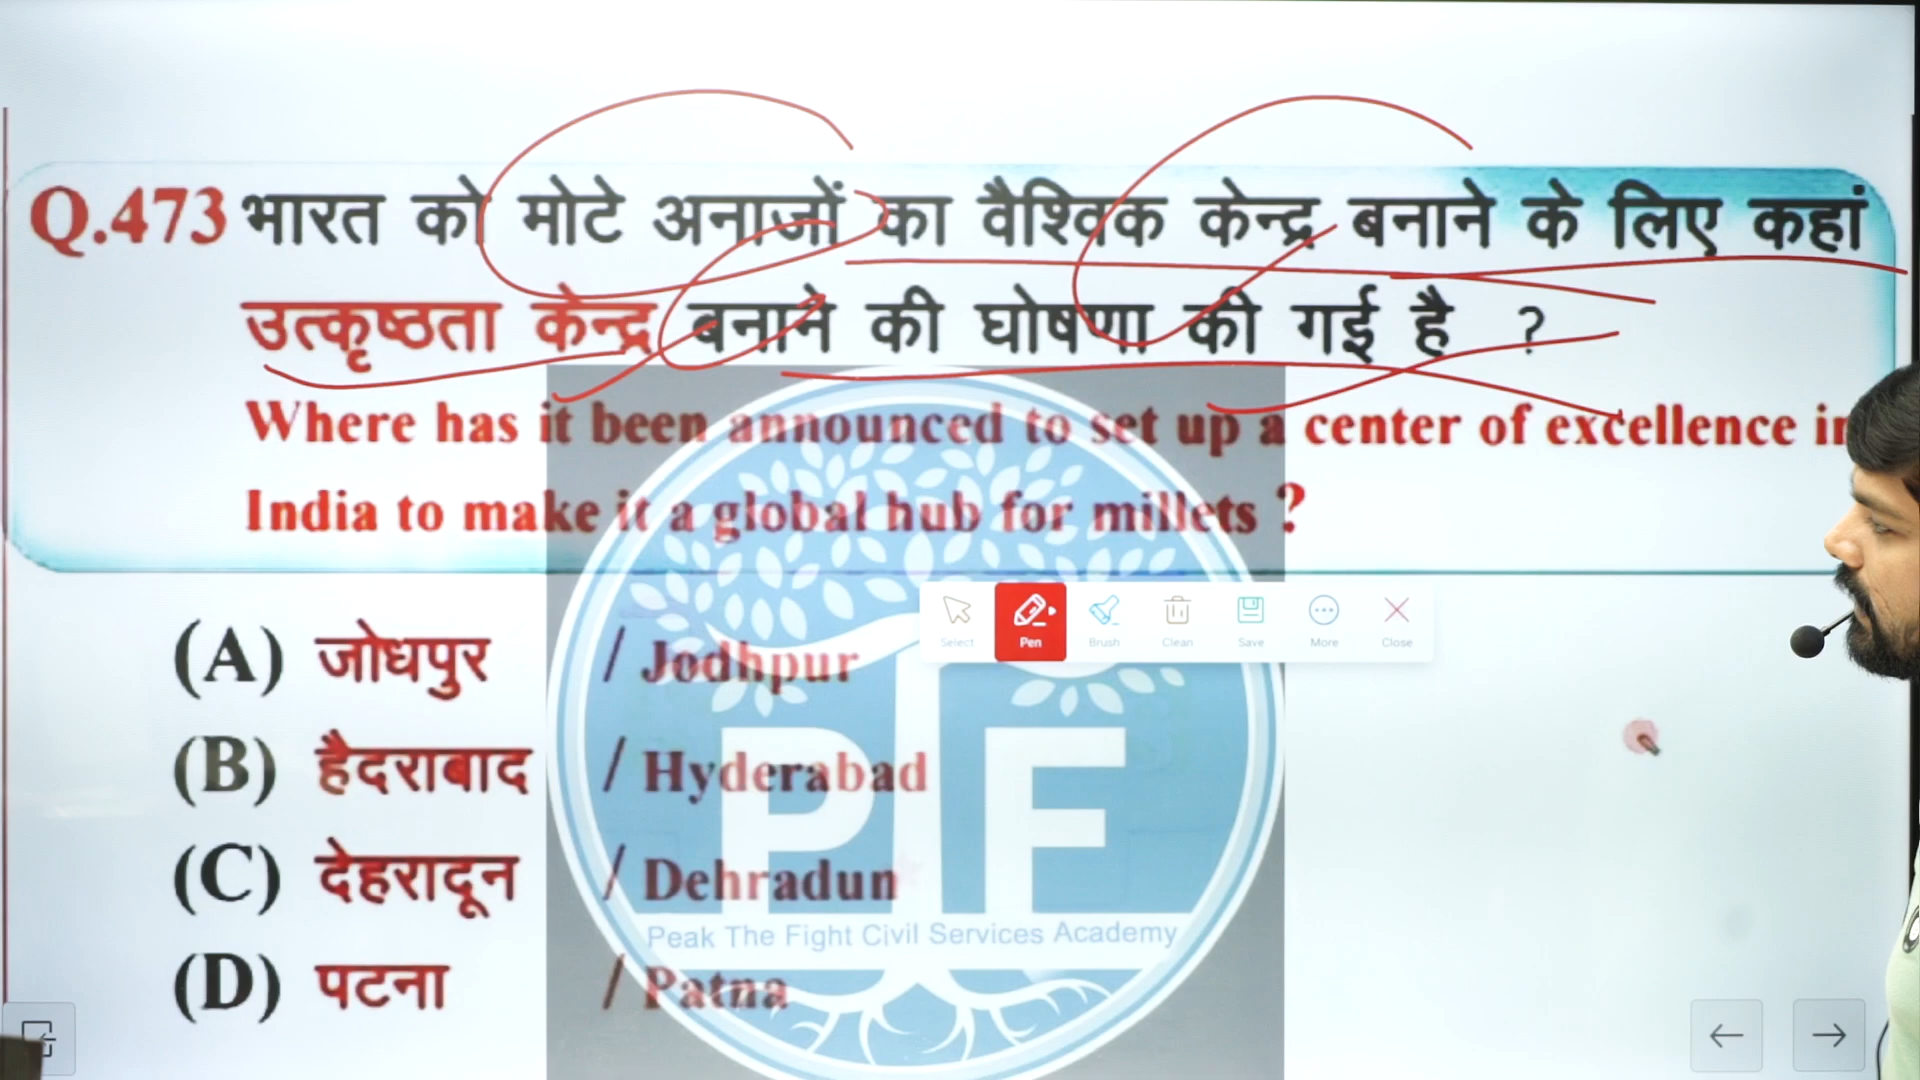 Q.473 भारत को मोटे अनाजों का वैश्विक केन्द्र बनाने के लिए कहां
उत्कृष्ठता केन्द्र बनाने की घोषणा की गई है ?
Where has it been announced to set up a center of excellence in
India to make it a global hub for millets ?
Select Pen Brush Clean Save More Close
(A) जोधपुर / Jodhpur
(B) हैदराबाद / Hyderabad
(C) देहरादून / Dehradun
(D) पटना / Patna
PTF
Peak The Fight Civil Services Academy